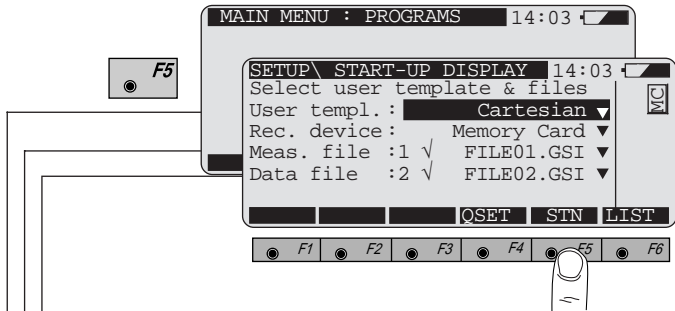 MAIN MENU : PROGRAMS 14:03
F5
SETUP\ START-UP DISPLAY 14:03
Select user template & files
MC
User templ.: Cartesian ▼
Rec. device: Memory Card ▼
Meas. file :1 √ FILE01.GSI ▼
Data file :2 √ FILE02.GSI ▼
QSET STN LIST
F1 F2 F3 F4 F5 F6